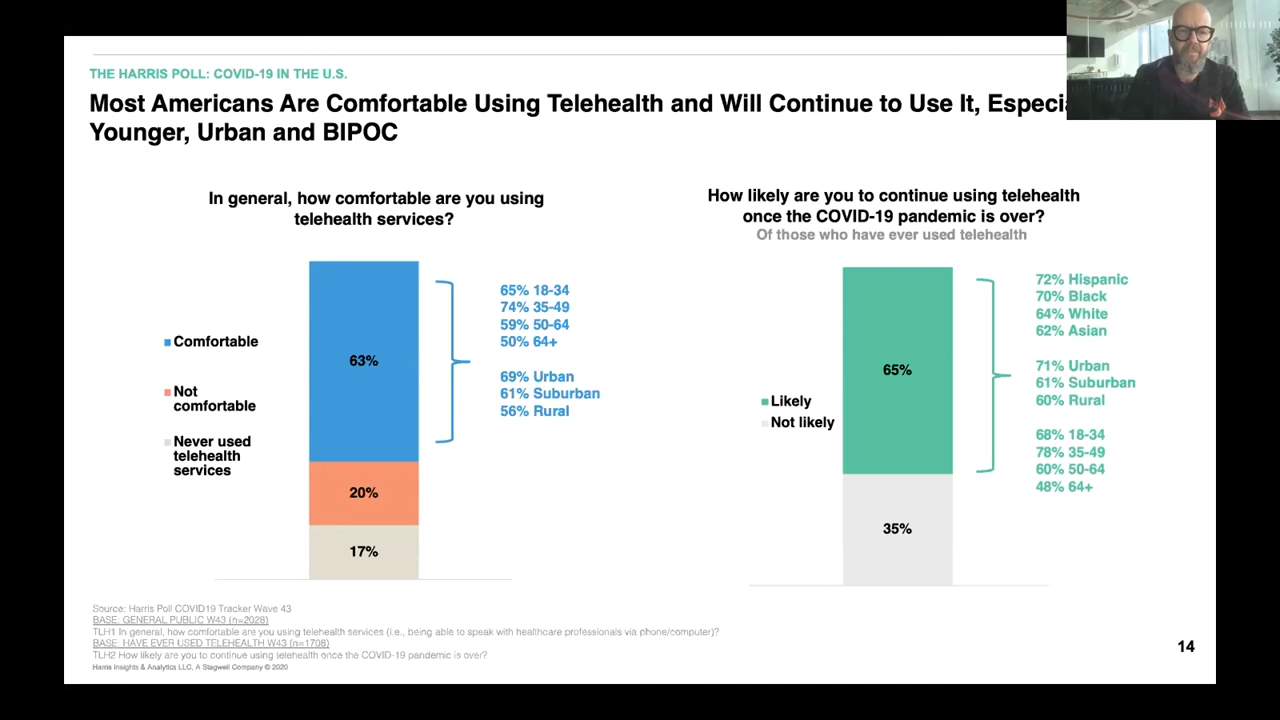 THE HARRIS POLL: COVID-19 IN THE U.S.
Most Americans Are Comfortable Using Telehealth and Will Continue to Use It,
Younger, Urban and BIPOC
In general, how comfortable are you using
telehealth services?
Comfortable
Not
comfortable
Never used
telehealth
services
63%
20%
17%
65% 18-34
74% 35-49
59% 50-64
50% 64+
69% Urban
61% Suburban
56% Rural
How likely are you to continue using telehealth
once the COVID-19 pandemic is over?
Of those who have ever used telehealth
Likely
Not likely
65%
35%
72% Hispanic
70% Black
64% White
62% Asian
71% Urban
61% Suburban
60% Rural
68% 18-34
78% 35-49
60% 50-64
48% 64+
Source: Harris Poll COVID19 Tracker Wave 43
BASE: GENERAL PUBLIC W43 (n=2028)
TLH1 In general, how comfortable are you using telehealth services (i.e., being able to speak with healthcare professionals via phone/computer)?
BASE: HAVE EVER USED TELEHEALTH W43 (n=1708)
TLH2 How likely are you to continue using telehealth once the COVID-19 pandemic is over?
Harris Insights & Analytics LLC, A Stagwell Company © 2020
14